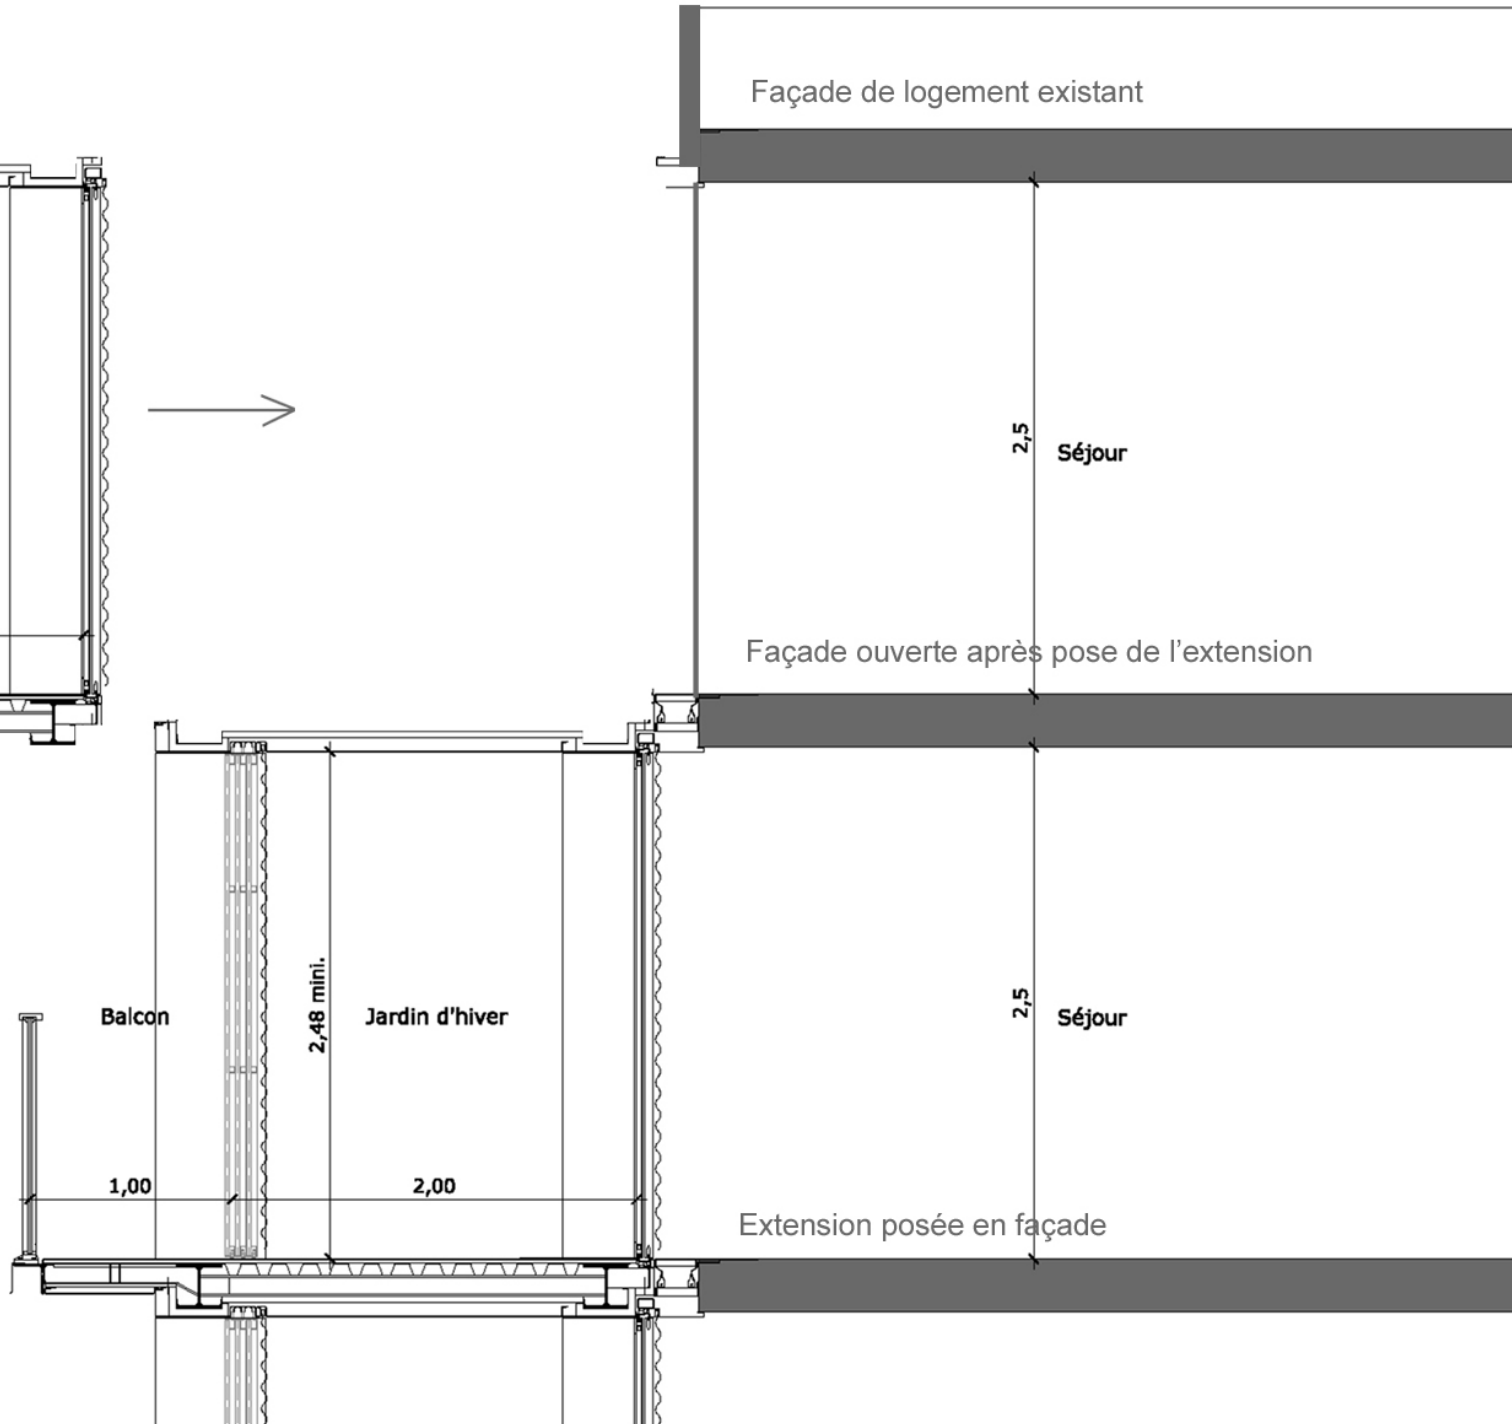 Façade de logement existant
2,5
Séjour
Façade ouverte après pose de l’extension
2,48 mini.
Balcon
Jardin d'hiver
2,5
Séjour
1,00
2,00
Extension posée en façade